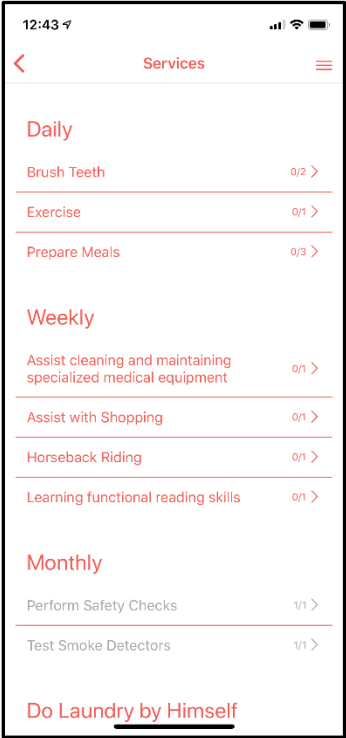 12:43
Services
Daily
Brush Teeth 0/2
Exercise 0/1
Prepare Meals 0/3
Weekly
Assist cleaning and maintaining
specialized medical equipment 0/1
Assist with Shopping 0/1
Horseback Riding 0/1
Learning functional reading skills 0/1
Monthly
Perform Safety Checks 1/1
Test Smoke Detectors 1/1
Do Laundry by Himself